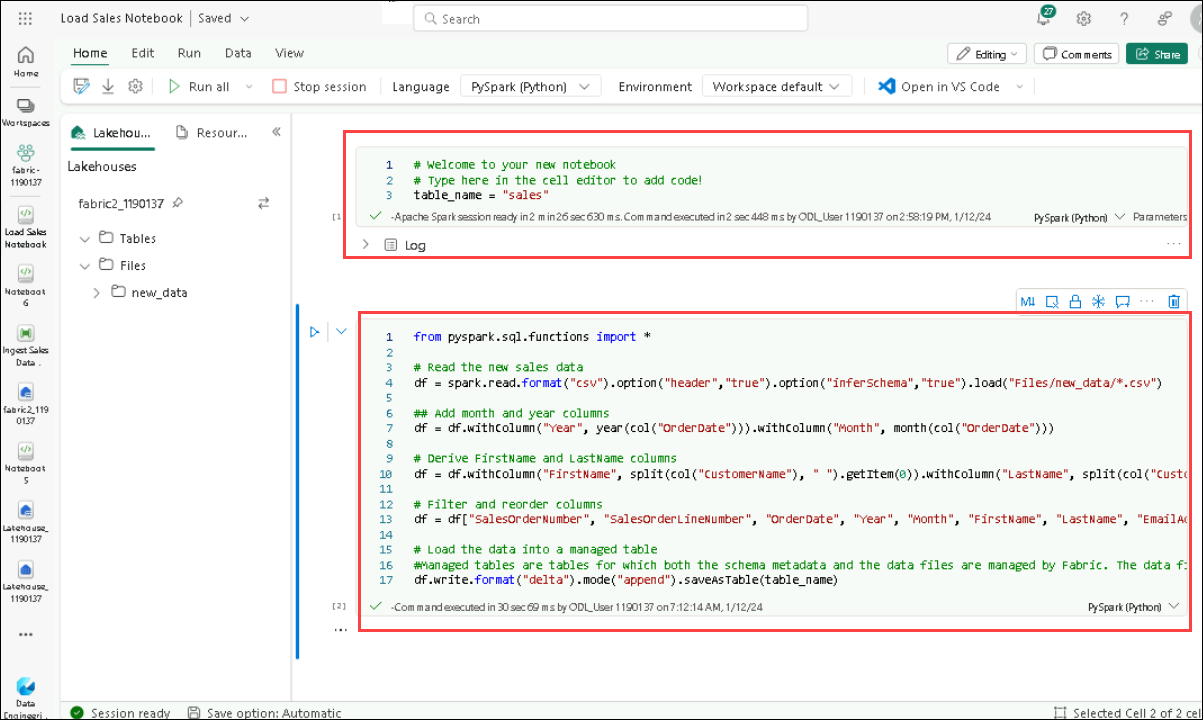 Load Sales Notebook
Saved
Search
27
Home
Edit
Run
Data
View
Editing
Comments
Share
Run all
Stop session
Language
PySpark (Python)
Environment
Workspace default
Open in VS Code
Home
Workspaces
fabric-
1190137
Load Sales
Notebook
Notebook
6
Ingest Sales
Data .
fabric2_119
0137
Notebook
5
Lakehouse_
1190137
Lakehouse_
1190137
Data
Engineeri..
Lakehou...
Resour...
Lakehouses
fabric2_1190137
Tables
Files
new_data
1 # Welcome to your new notebook
2 # Type here in the cell editor to add code!
3 table_name = "sales"
[1
-Apache Spark session ready in 2 min 26 sec 630 ms. Command executed in 2 sec 448 ms by ODL_User 1190137 on 2:58:19 PM, 1/12/24
PySpark (Python)
Parameters
Log
M↓
1 from pyspark.sql.functions import *
2
3 # Read the new sales data
4 df = spark.read.format("csv").option("header","true").option("inferSchema","true").load("Files/new_data/*.csv")
5
6 ## Add month and year columns
7 df = df.withColumn("Year", year(col("OrderDate"))).withColumn("Month", month(col("OrderDate")))
8
9 # Derive FirstName and LastName columns
10 df = df.withColumn("FirstName", split(col("CustomerName"), " ").getItem(0)).withColumn("LastName", split(col("Custo
11
12 # Filter and reorder columns
13 df = df["SalesOrderNumber", "SalesOrderLineNumber", "OrderDate", "Year", "Month", "FirstName", "LastName", "EmailAd
14
15 # Load the data into a managed table
16 #Managed tables are tables for which both the schema metadata and the data files are managed by Fabric. The data fi
17 df.write.format("delta").mode("append").saveAsTable(table_name)
[2]
-Command executed in 30 sec 69 ms by ODL_User 1190137 on 7:12:14 AM, 1/12/24
PySpark (Python)
Session ready
Save option: Automatic
Selected Cell 2 of 2 cel